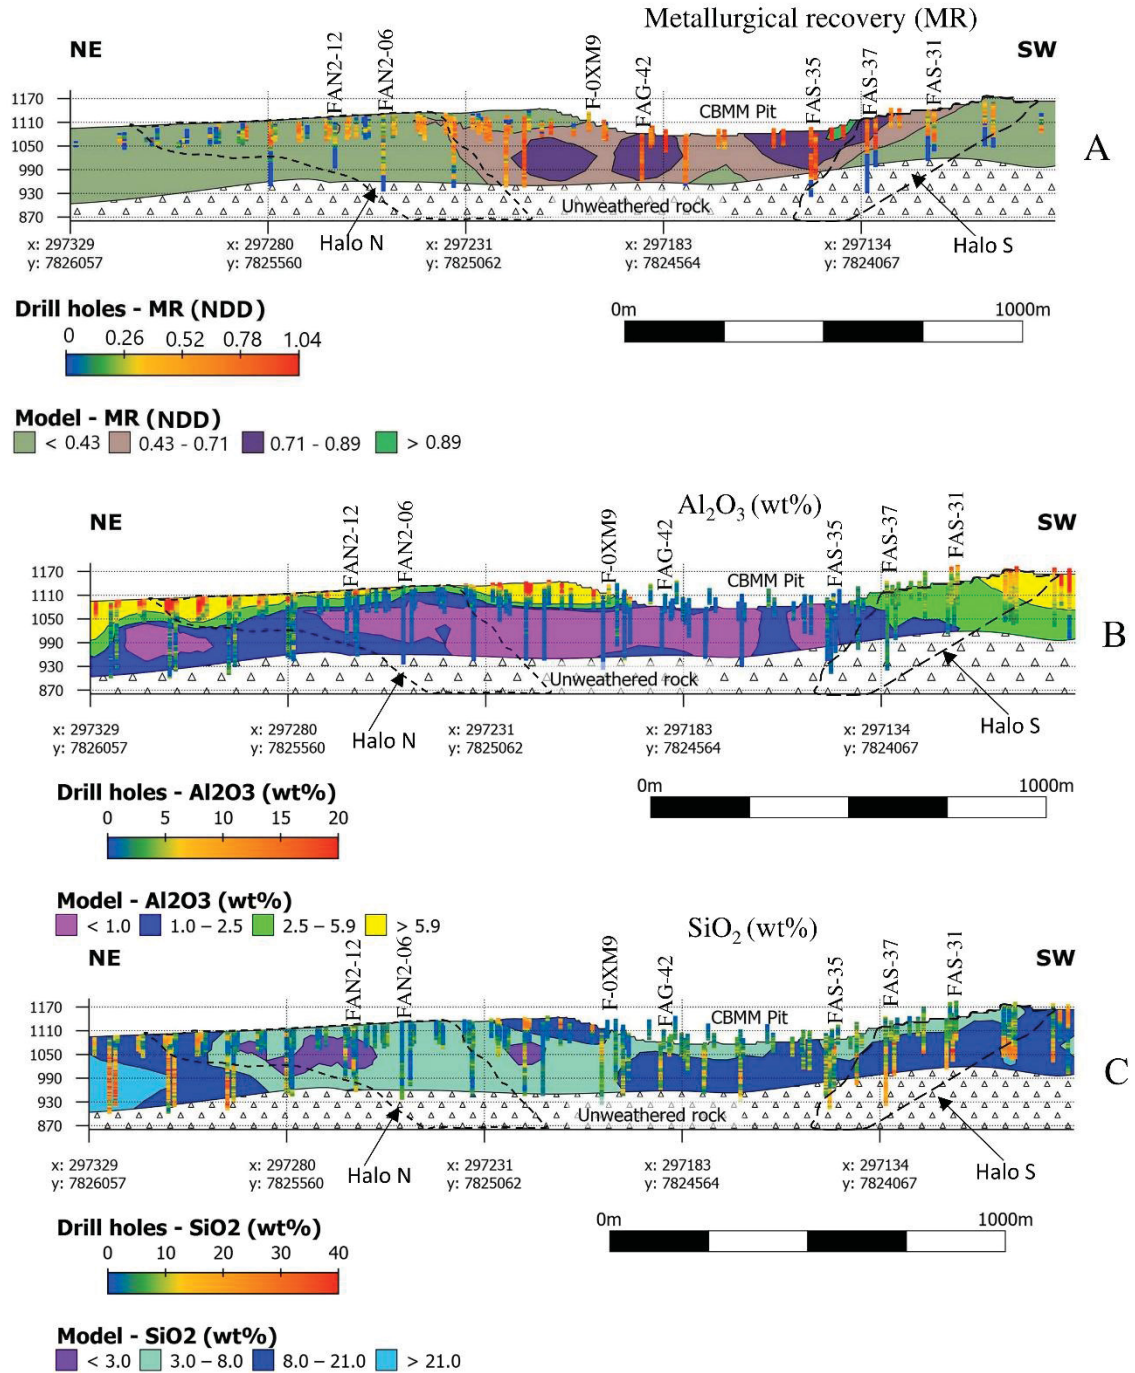 Metallurgical recovery (MR)
NE
SW
FAN2-12
FAN2-06
F-0XM9
FAG-42
FAS-35
FAS-37
FAS-31
CBMM Pit
1170
1110
1050
990
930
870
A
Unweathered rock
Halo N
Halo S
x: 297329
y: 7826057
x: 297280
y: 7825560
x: 297231
y: 7825062
x: 297183
y: 7824564
x: 297134
y: 7824067
Drill holes - MR (NDD)
0 0.26 0.52 0.78 1.04
0m 1000m
Model - MR (NDD)
< 0.43 0.43 - 0.71 0.71 - 0.89 > 0.89
Al2O3 (wt%)
NE
SW
FAN2-12
FAN2-06
F-0XM9
FAG-42
FAS-35
FAS-37
FAS-31
CBMM Pit
1170
1110
1050
990
930
870
B
Unweathered rock
Halo N
Halo S
x: 297329
y: 7826057
x: 297280
y: 7825560
x: 297231
y: 7825062
x: 297183
y: 7824564
x: 297134
y: 7824067
Drill holes - Al2O3 (wt%)
0 5 10 15 20
0m 1000m
Model - Al2O3 (wt%)
< 1.0 1.0 – 2.5 2.5 – 5.9 > 5.9
SiO2 (wt%)
NE
SW
FAN2-12
FAN2-06
F-0XM9
FAG-42
FAS-35
FAS-37
FAS-31
CBMM Pit
1170
1110
1050
990
930
870
C
Unweathered rock
Halo N
Halo S
x: 297329
y: 7826057
x: 297280
y: 7825560
x: 297231
y: 7825062
x: 297183
y: 7824564
x: 297134
y: 7824067
Drill holes - SiO2 (wt%)
0 10 20 30 40
0m 1000m
Model - SiO2 (wt%)
< 3.0 3.0 – 8.0 8.0 – 21.0 > 21.0